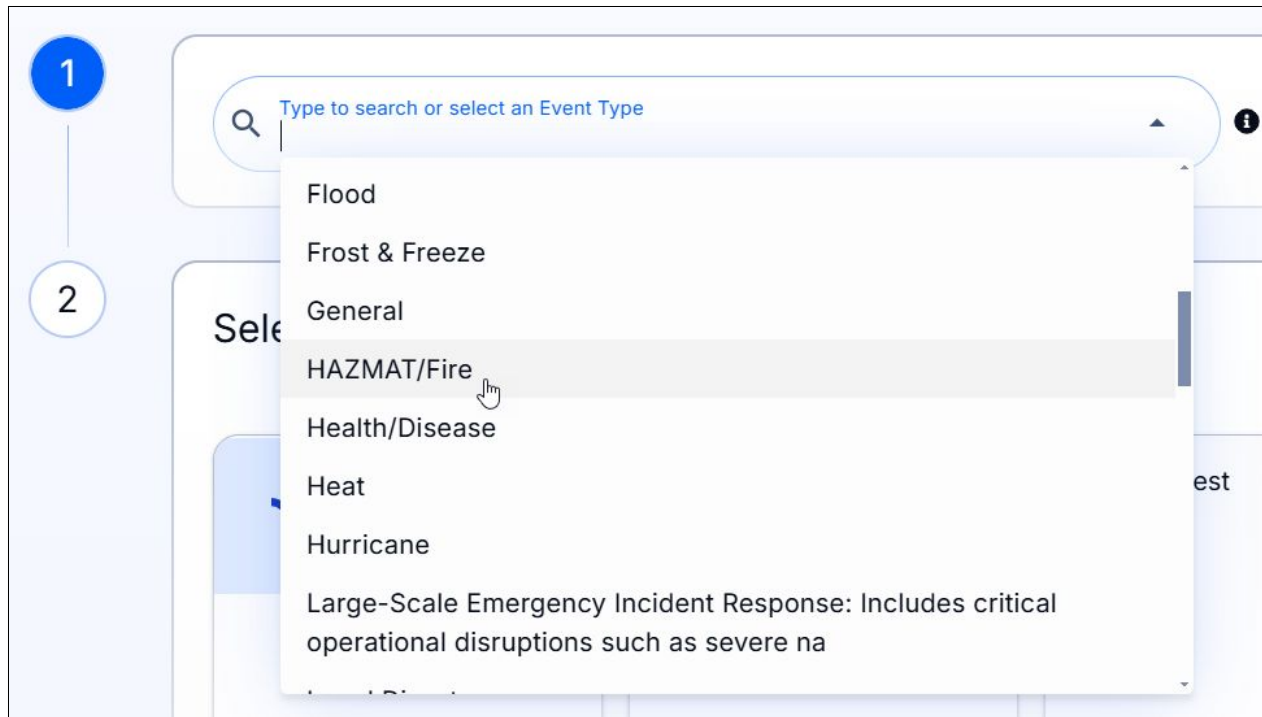 1
Type to search or select an Event Type
Flood
Frost & Freeze
2
General
Sele
HAZMAT/Fire
Health/Disease
Heat
est
Hurricane
Large-Scale Emergency Incident Response: Includes critical
operational disruptions such as severe na